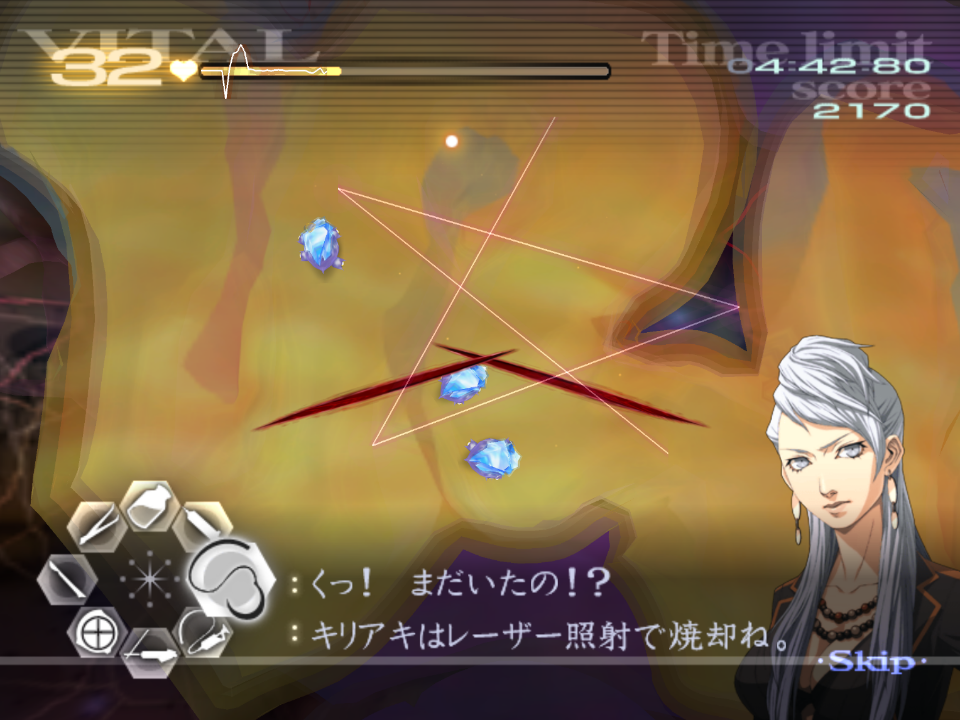 VITAL
32
Time limit
04:42:80
score
2170
：くっ！　まだいたの！？
：キリアキはレーザー照射で焼却ね。
·Skip·